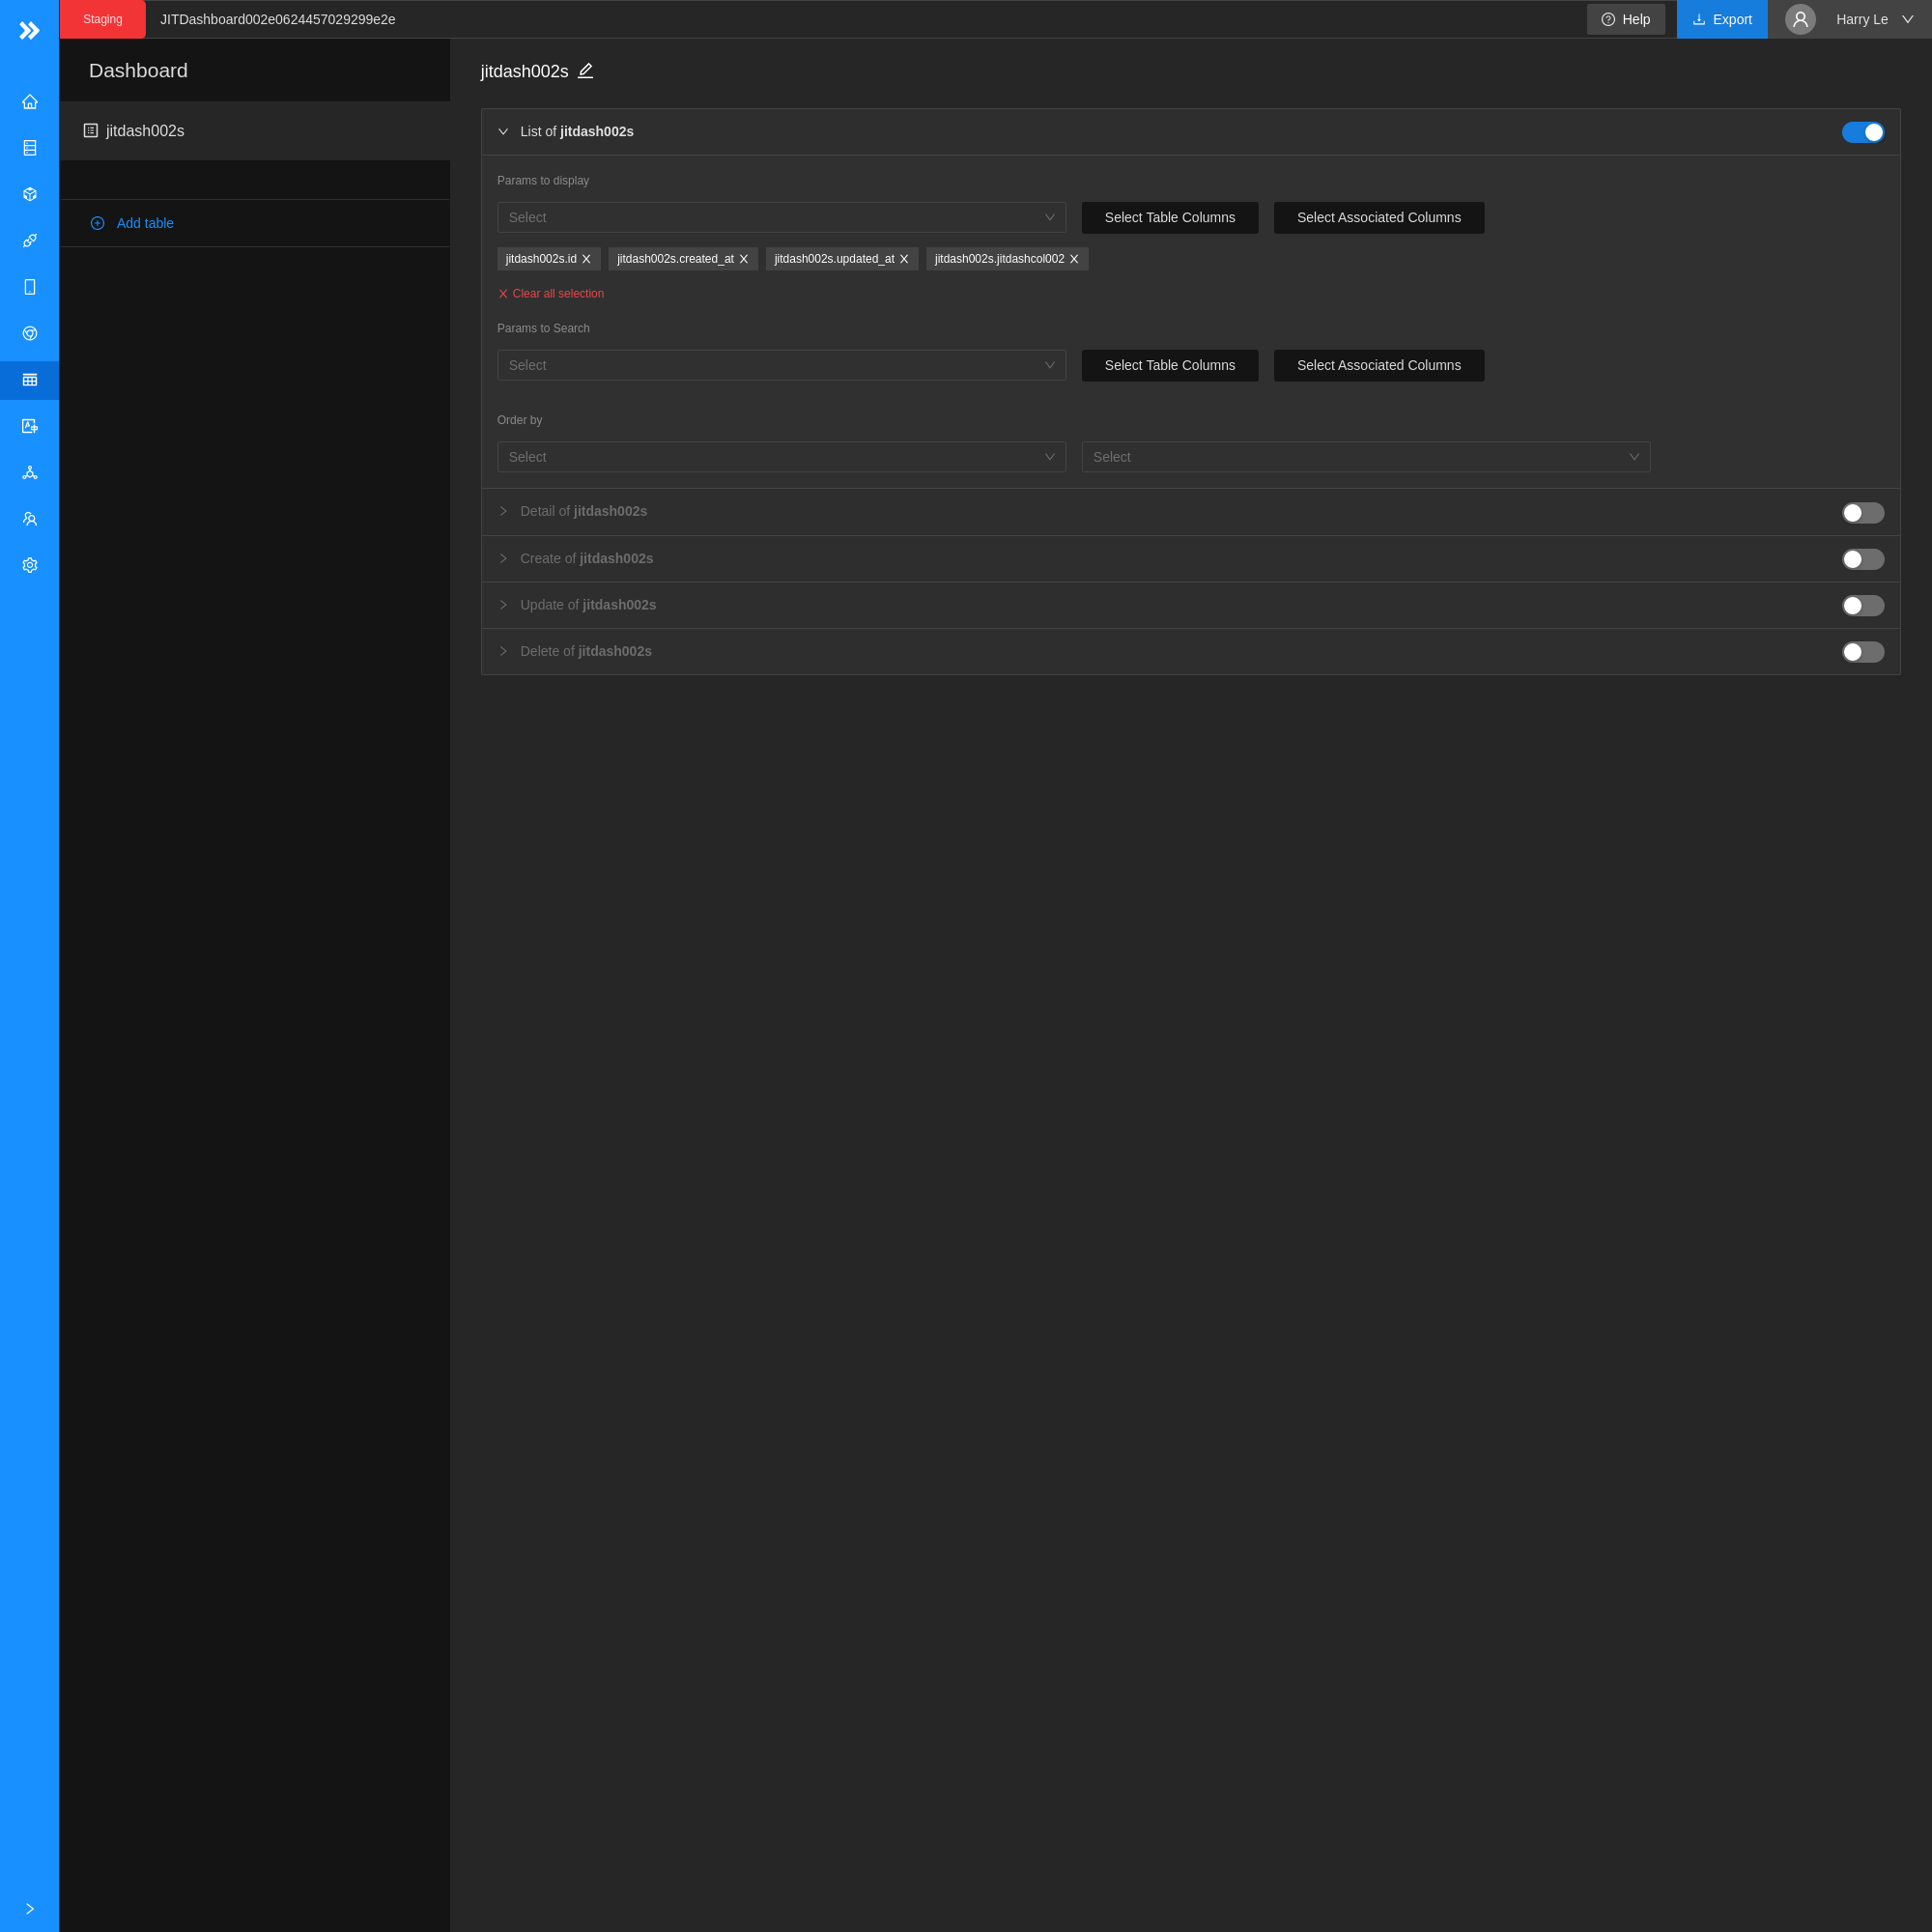 Staging JITDashboard002e0624457029299e2e Help Export Harry Le
Dashboard
jitdash002s
Add table
jitdash002s
List of jitdash002s
Params to display
Select Select Table Columns Select Associated Columns
jitdash002s.id jitdash002s.created_at jitdash002s.updated_at jitdash002s.jitdashcol002
Clear all selection
Params to Search
Select Select Table Columns Select Associated Columns
Order by
Select Select
Detail of jitdash002s
Create of jitdash002s
Update of jitdash002s
Delete of jitdash002s